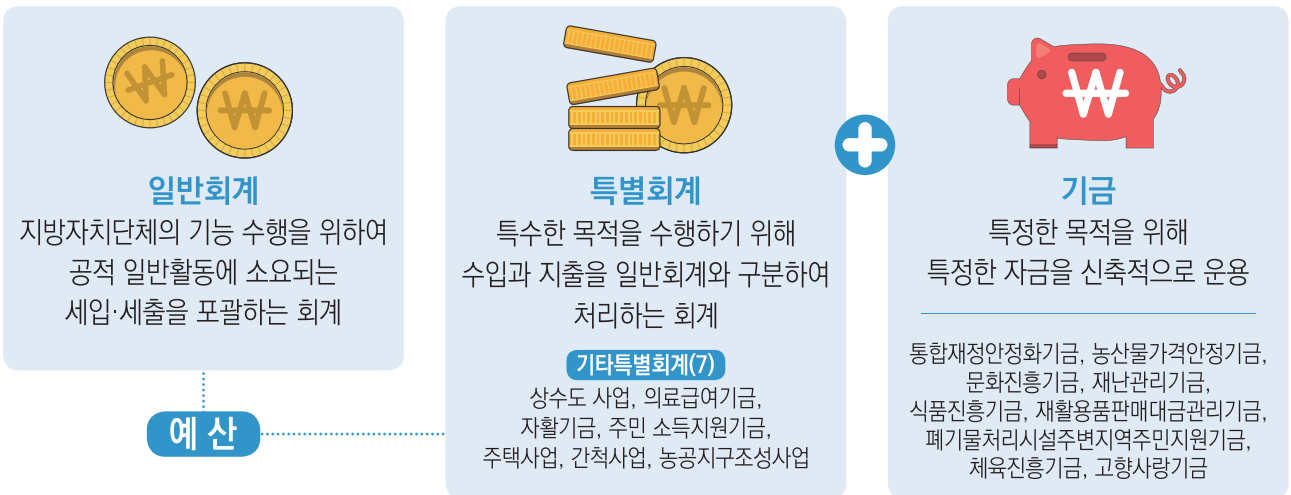 일반회계
지방자치단체의 기능 수행을 위하여
공적 일반활동에 소요되는
세입·세출을 포괄하는 회계
예 산
특별회계
특수한 목적을 수행하기 위해
수입과 지출을 일반회계와 구분하여
처리하는 회계
기타특별회계(7)
상수도 사업, 의료급여기금,
자활기금, 주민 소득지원기금,
주택사업, 간척사업, 농공지구조성사업
기금
특정한 목적을 위해
특정한 자금을 신축적으로 운용
통합재정안정화기금, 농산물가격안정기금,
문화진흥기금, 재난관리기금,
식품진흥기금, 재활용품판매대금관리기금,
폐기물처리시설주변지역주민지원기금,
체육진흥기금, 고향사랑기금